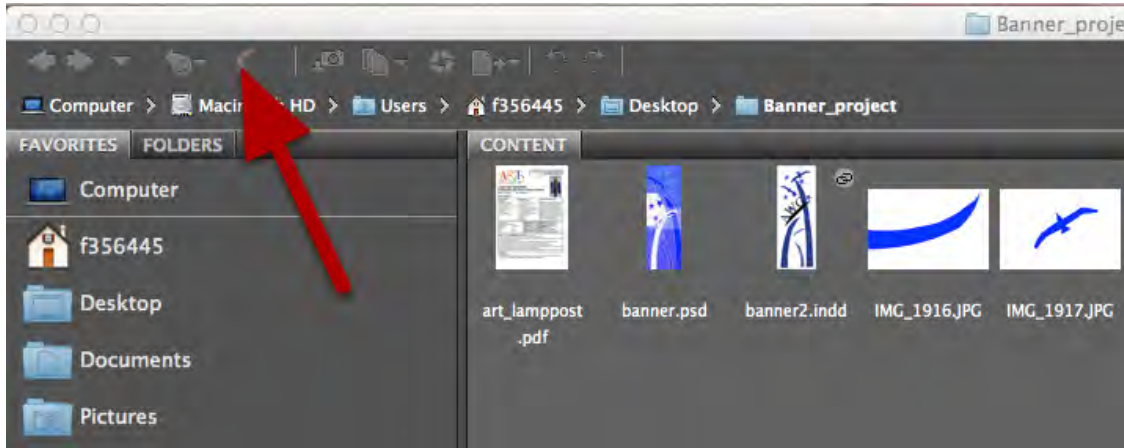 Banner_proje
Computer > Macin HD > Users > f356445 > Desktop > Banner_project
FAVORITES FOLDERS
CONTENT
Computer
f356445
Desktop
Documents
Pictures
art_lamppost
.pdf
banner.psd
banner2.indd
IMG_1916.JPG
IMG_1917.JPG